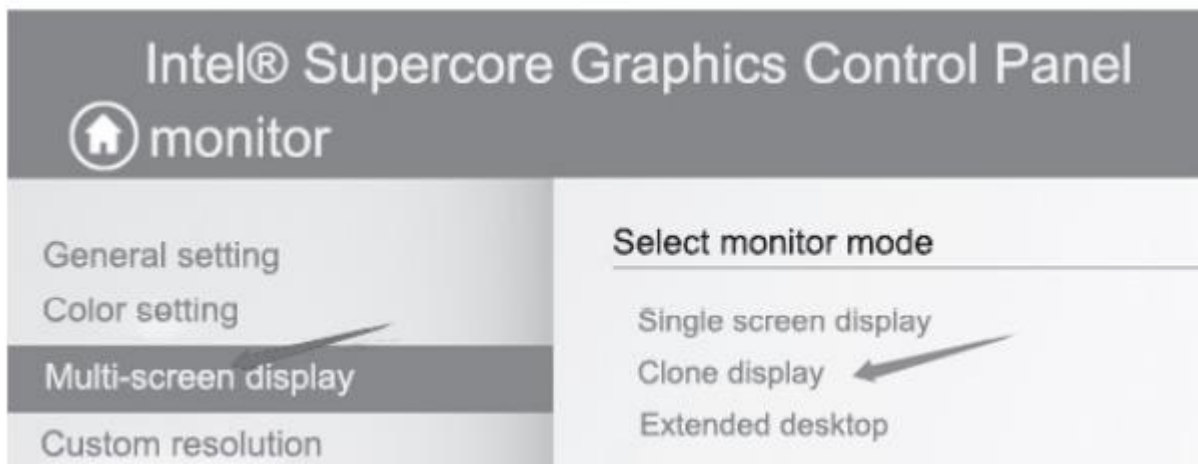 Intel® Supercore Graphics Control Panel
monitor
General setting
Color setting
Multi-screen display
Custom resolution
Select monitor mode
Single screen display
Clone display
Extended desktop